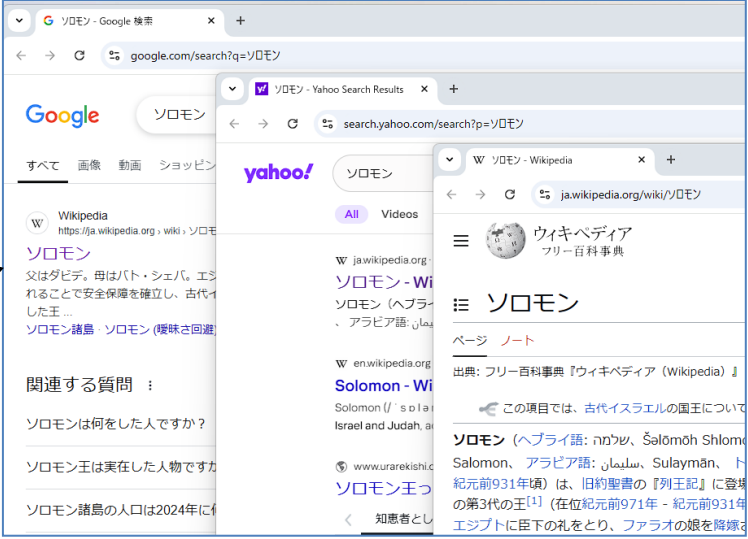 ソロモン - Google 検索
google.com/search?q=ソロモン
Google
ソロモン
すべて 画像 動画 ショッピン
Wikipedia
https://ja.wikipedia.org › wiki › ソロモ
ソロモン
父はダビデ。母はバト・シェバ。エジ
れることで安全保障を確立し、古代イ
した王 ...
ソロモン諸島 · ソロモン (曖昧さ回避)
関連する質問
ソロモンは何をした人ですか？
ソロモン王は実在した人物ですか
ソロモン諸島の人口は2024年に
ソロモン - Yahoo Search Results
search.yahoo.com/search?p=ソロモン
yahoo!
ソロモン
All Videos
ja.wikipedia.org
ソロモン - Wi
ソロモン（ヘブライ
、アラビア語: سليمان
en.wikipedia.org
Solomon - Wi
Solomon (/ˈsɒləm
Israel and Judah, a
www.urarekishi.c
ソロモン王っ
知恵者とし
ソロモン - Wikipedia
ja.wikipedia.org/wiki/ソロモン
ウィキペディア
フリー百科事典
ソロモン
ページ ノート
出典: フリー百科事典『ウィキペディア（Wikipedia）』
この項目では、古代イスラエルの国王について
ソロモン（ヘブライ語: שלמה、Šəlōmōh Shlomo
Salomon、 アラビア語: سليمان、Sulaymān、 ト
紀元前931年頃）は、旧約聖書の『列王記』に登場
の第3代の王[1]（在位紀元前971年 - 紀元前931年
エジプトに臣下の礼をとり、ファラオの娘を降嫁さ